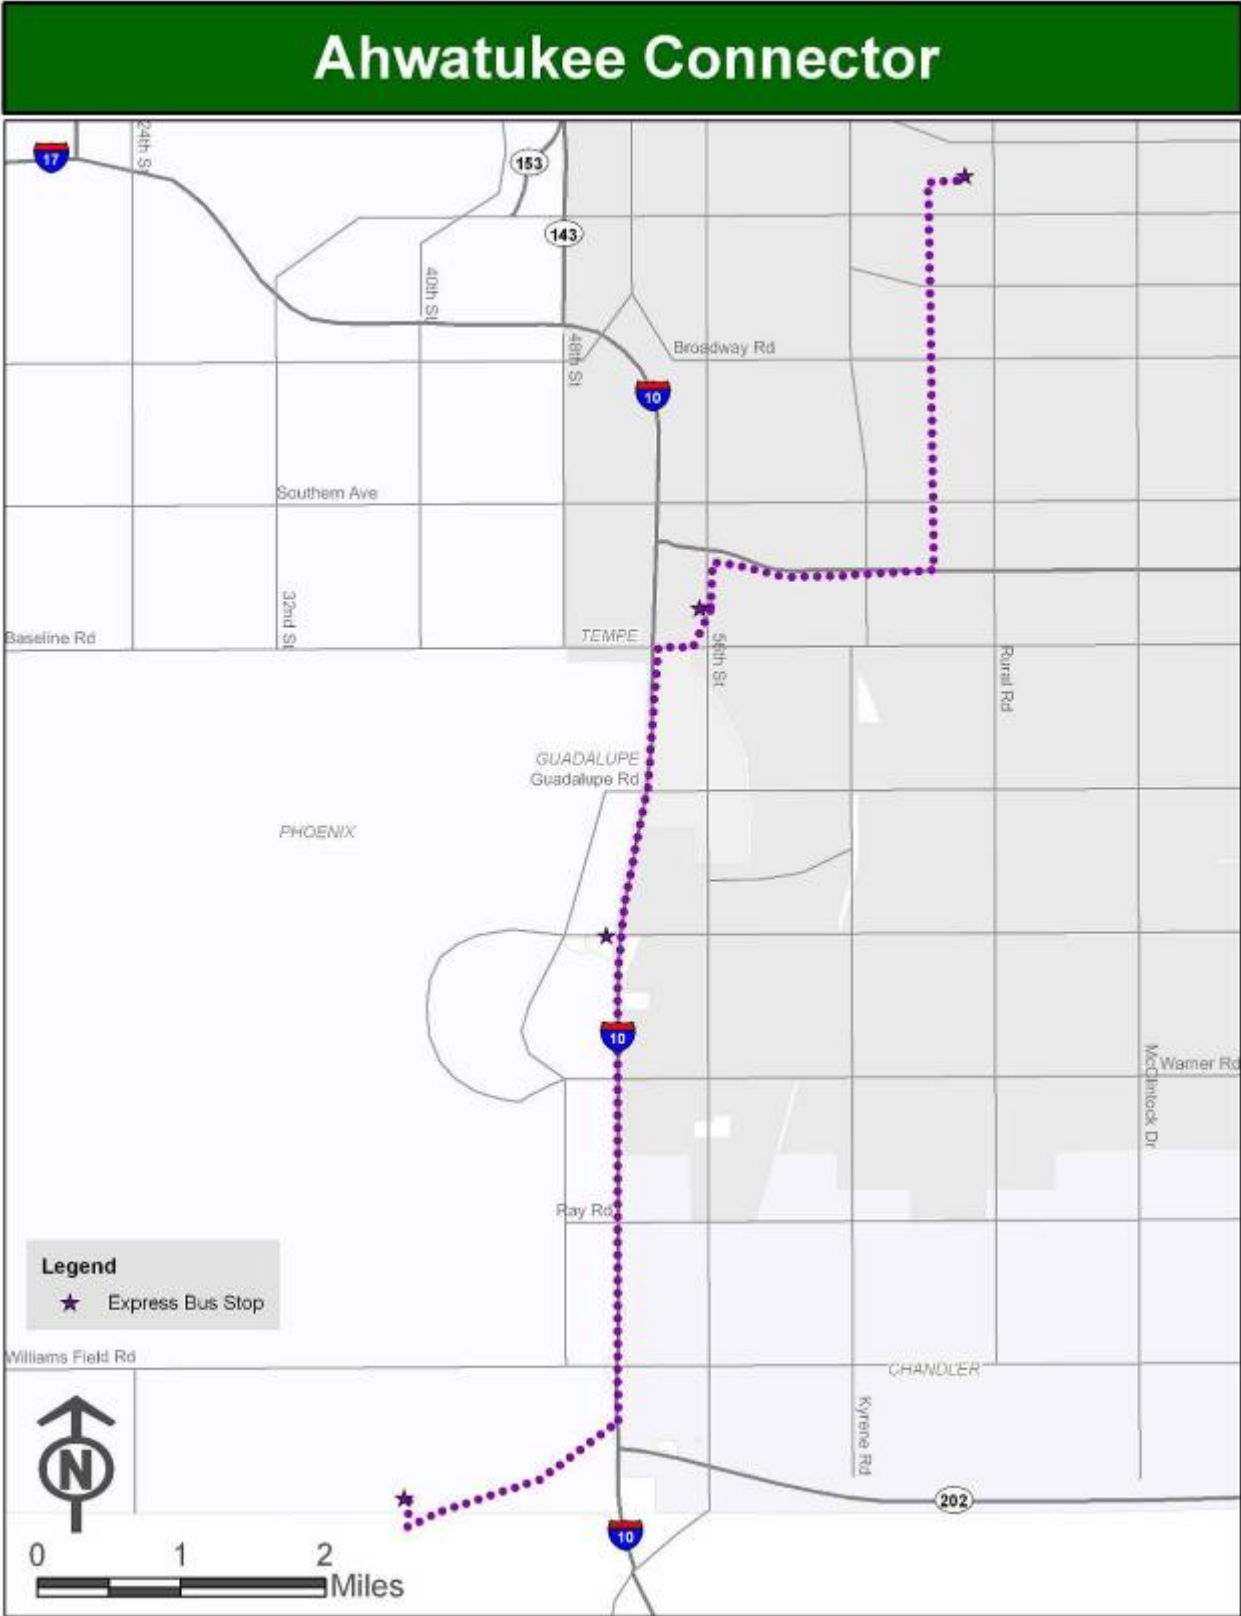 Ahwatukee Connector
17
24th St
153
143
40th St
48th St
Broadway Rd
10
Southern Ave
32nd St
Baseline Rd
TEMPE
56th St
Rural Rd
GUADALUPE
Guadalupe Rd
PHOENIX
10
McClintock Dr
Warner Rd
Ray Rd
Legend
Express Bus Stop
Williams Field Rd
CHANDLER
Kyrene Rd
N
202
10
0 1 2
Miles